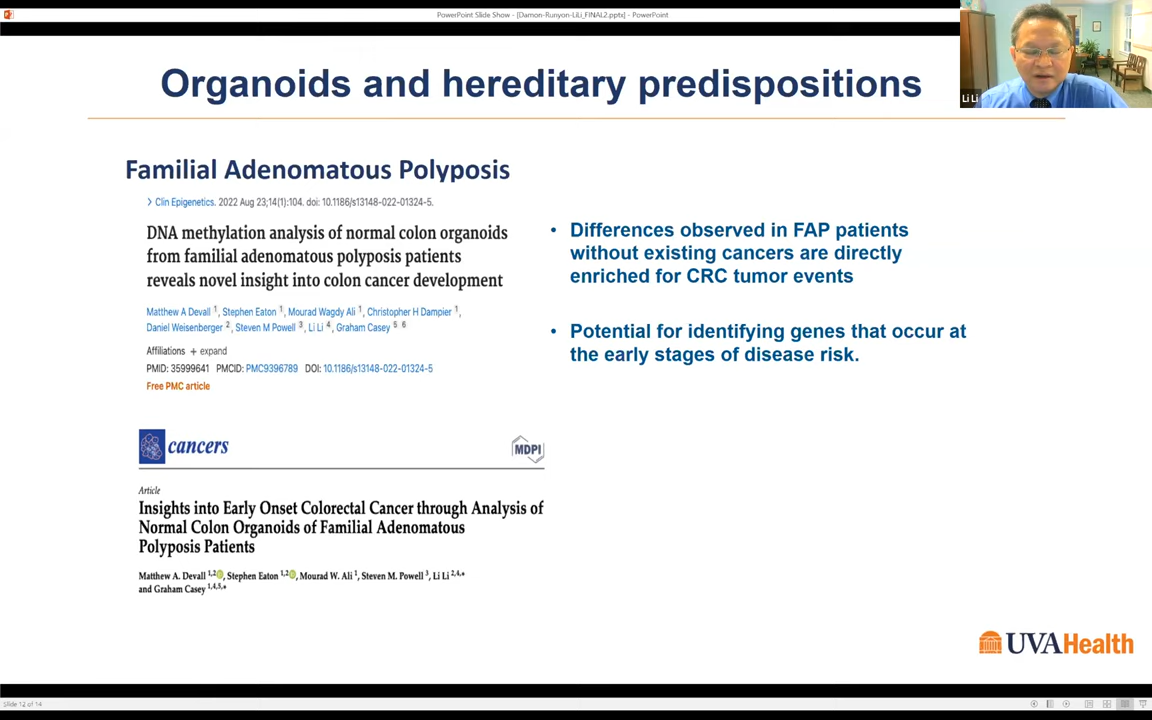 PowerPoint Slide Show - [Damon-Runyon-LiLi_FINAL2.pptx] - PowerPoint
Organoids and hereditary predispositions
Li Li
Familial Adenomatous Polyposis
> Clin Epigenetics. 2022 Aug 23;14(1):104. doi: 10.1186/s13148-022-01324-5.
DNA methylation analysis of normal colon organoids
from familial adenomatous polyposis patients
reveals novel insight into colon cancer development
Matthew A Devall 1, Stephen Eaton 1, Mourad Wagdy Ali 1, Christopher H Dampier 1,
Daniel Weisenberger 2, Steven M Powell 3, Li Li 4, Graham Casey 5 6
Affiliations + expand
PMID: 35999641 PMCID: PMC9396789 DOI: 10.1186/s13148-022-01324-5
Free PMC article
• Differences observed in FAP patients
without existing cancers are directly
enriched for CRC tumor events
• Potential for identifying genes that occur at
the early stages of disease risk.
cancers
MDPI
Article
Insights into Early Onset Colorectal Cancer through Analysis of
Normal Colon Organoids of Familial Adenomatous
Polyposis Patients
Matthew A. Devall 1,2, Stephen Eaton 1,2, Mourad W. Ali 1, Steven M. Powell 3, Li Li 2,4,*
and Graham Casey 1,4,5,*
UVAHealth
Slide 12 of 14